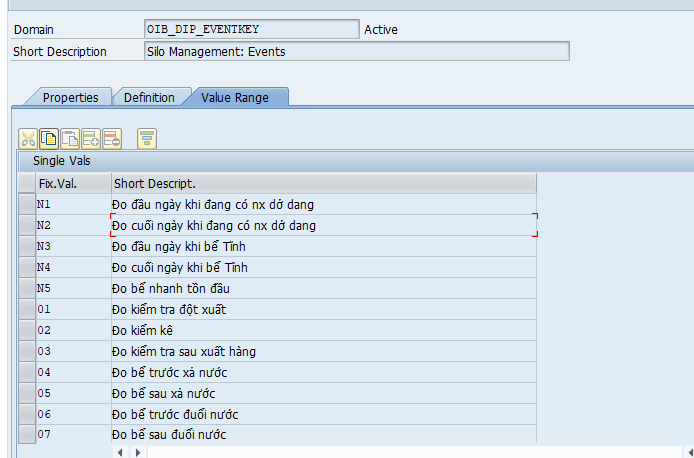 Domain OIB_DIP_EVENTKEY Active
Short Description Silo Management: Events
Properties Definition Value Range
Single Vals
Fix.Val. Short Descript.
N1 Đo đầu ngày khi đang có nx dở dang
N2 Đo cuối ngày khi đang có nx dở dang
N3 Đo đầu ngày khi bể Tĩnh
N4 Đo cuối ngày khi bể Tĩnh
N5 Đo bể nhanh tồn đầu
01 Đo kiểm tra đột xuất
02 Đo kiểm kê
03 Đo kiểm tra sau xuất hàng
04 Đo bể trước xả nước
05 Đo bể sau xả nước
06 Đo bể trước đuổi nước
07 Đo bể sau đuổi nước